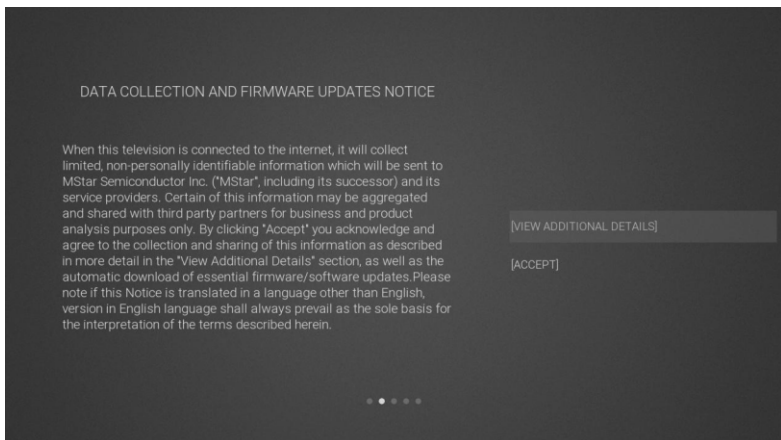 DATA COLLECTION AND FIRMWARE UPDATES NOTICE
When this television is connected to the internet, it will collect
limited, non-personally identifiable information which will be sent to
MStar Semiconductor Inc. ("MStar", including its successor) and its
service providers. Certain of this information may be aggregated
and shared with third party partners for business and product
analysis purposes only. By clicking "Accept" you acknowledge and
agree to the collection and sharing of this information as described
in more detail in the "View Additional Details" section, as well as the
automatic download of essential firmware/software updates.Please
note if this Notice is translated in a language other than English,
version in English language shall always prevail as the sole basis for
the interpretation of the terms described herein.
[VIEW ADDITIONAL DETAILS]
[ACCEPT]